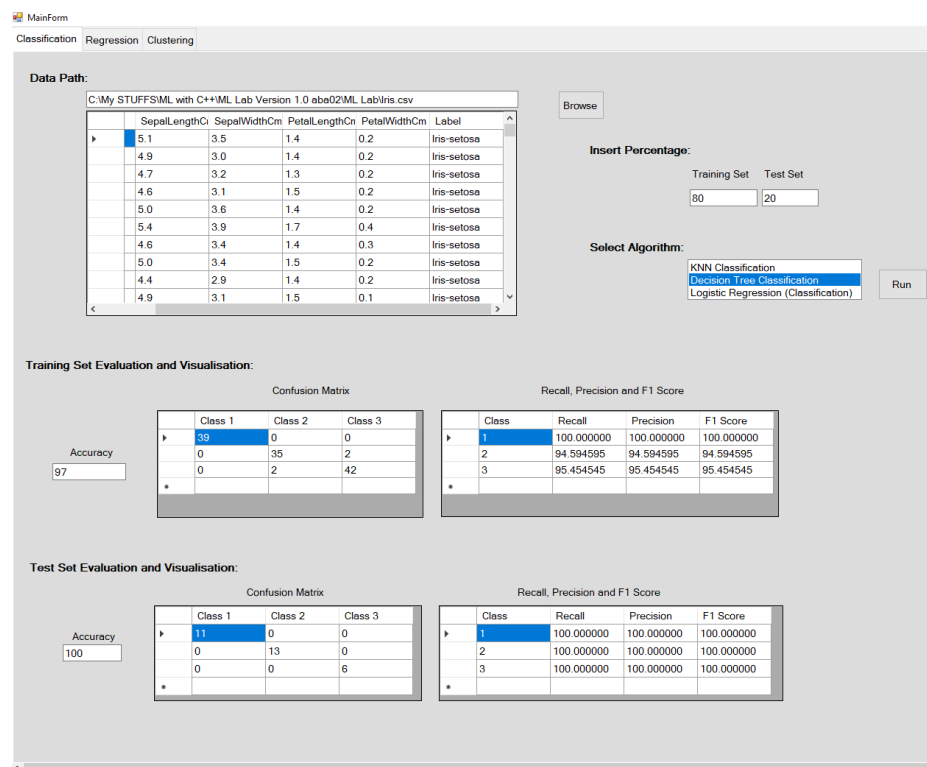 MainForm
Classification Regression Clustering
Data Path:
C:\My STUFFS\ML with C++\ML Lab Version 1.0 aba02\ML Lab\Iris.csv
Browse
SepalLengthCı SepalWidthCm PetalLengthCn PetalWidthCm Label
5.1 3.5 1.4 0.2 Iris-setosa
4.9 3.0 1.4 0.2 Iris-setosa
4.7 3.2 1.3 0.2 Iris-setosa
4.6 3.1 1.5 0.2 Iris-setosa
5.0 3.6 1.4 0.2 Iris-setosa
5.4 3.9 1.7 0.4 Iris-setosa
4.6 3.4 1.4 0.3 Iris-setosa
5.0 3.4 1.5 0.2 Iris-setosa
4.4 2.9 1.4 0.2 Iris-setosa
4.9 3.1 1.5 0.1 Iris-setosa
Insert Percentage:
Training Set Test Set
80 20
Select Algorithm:
KNN Classification
Decision Tree Classification
Logistic Regression (Classification)
Run
Training Set Evaluation and Visualisation:
Confusion Matrix
Class 1 Class 2 Class 3
39 0 0
0 35 2
0 2 42
Accuracy
97
Recall, Precision and F1 Score
Class Recall Precision F1 Score
1 100.000000 100.000000 100.000000
2 94.594595 94.594595 94.594595
3 95.454545 95.454545 95.454545
Test Set Evaluation and Visualisation:
Confusion Matrix
Class 1 Class 2 Class 3
11 0 0
0 13 0
0 0 6
Accuracy
100
Recall, Precision and F1 Score
Class Recall Precision F1 Score
1 100.000000 100.000000 100.000000
2 100.000000 100.000000 100.000000
3 100.000000 100.000000 100.000000